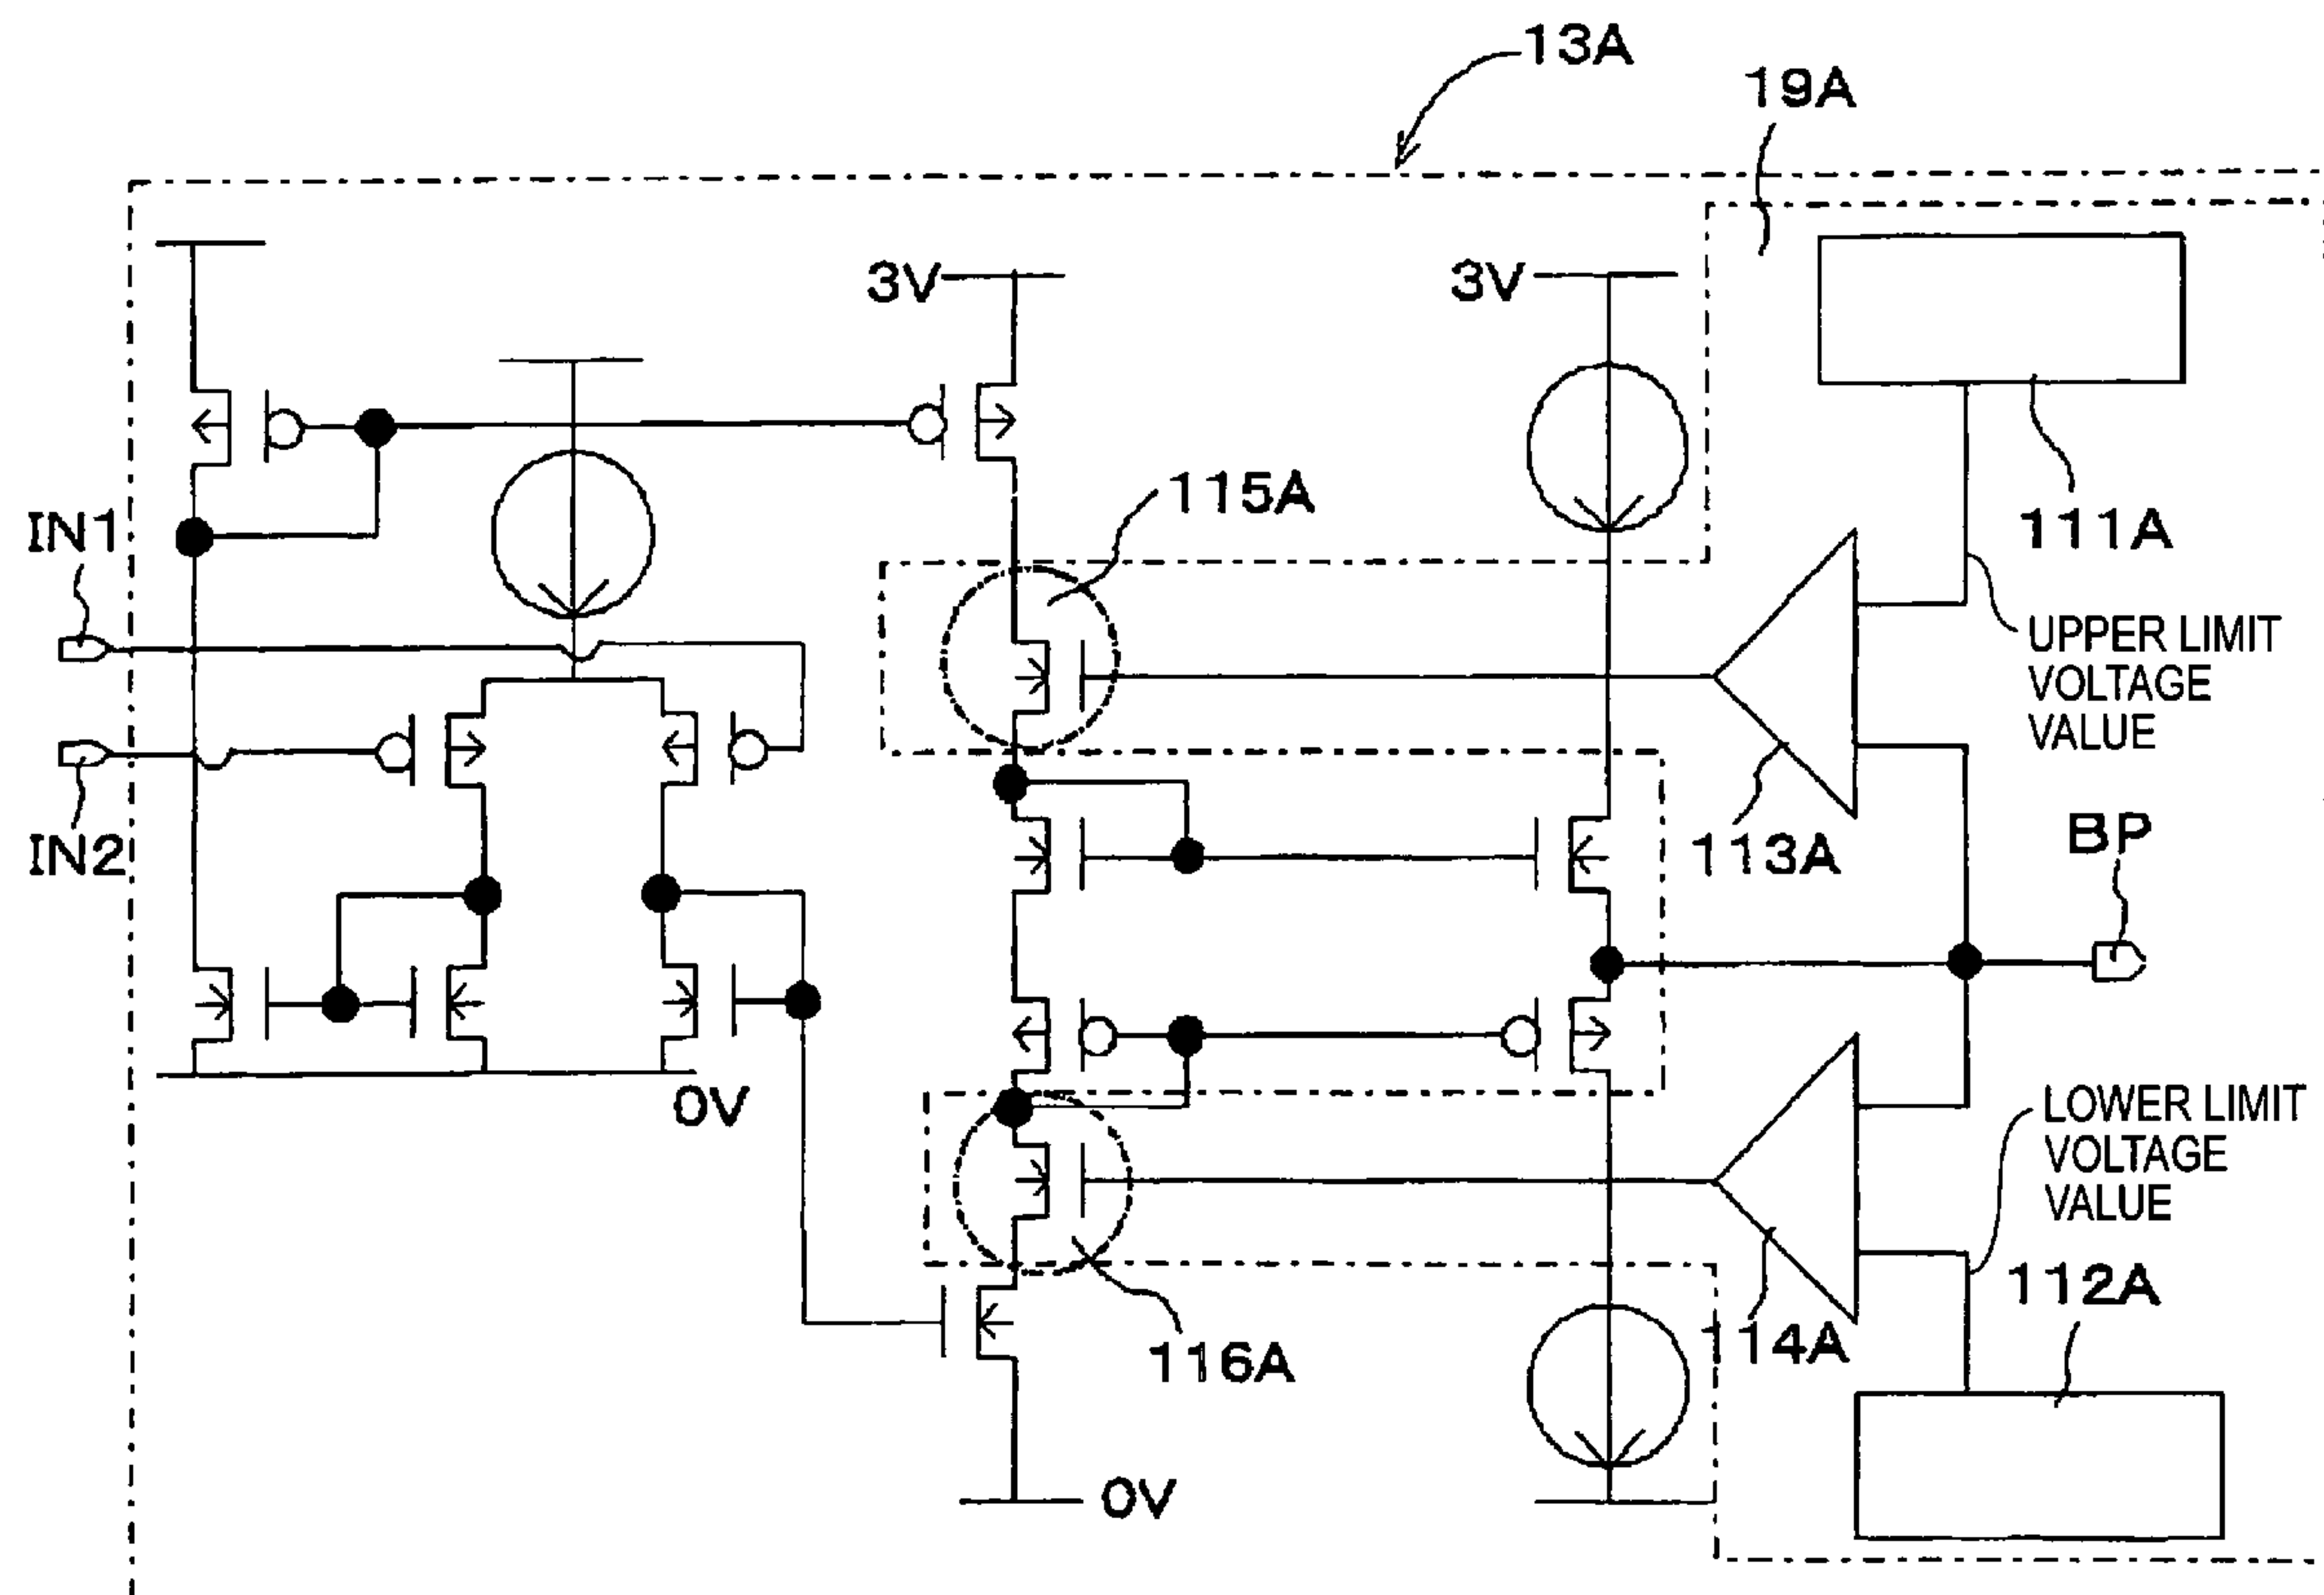 13A
19A
3V
3V
115A
IN1
111A
UPPER LIMIT
VOLTAGE
VALUE
IN2
113A
BP
0V
LOWER LIMIT
VOLTAGE
VALUE
112A
116A
114A
0V